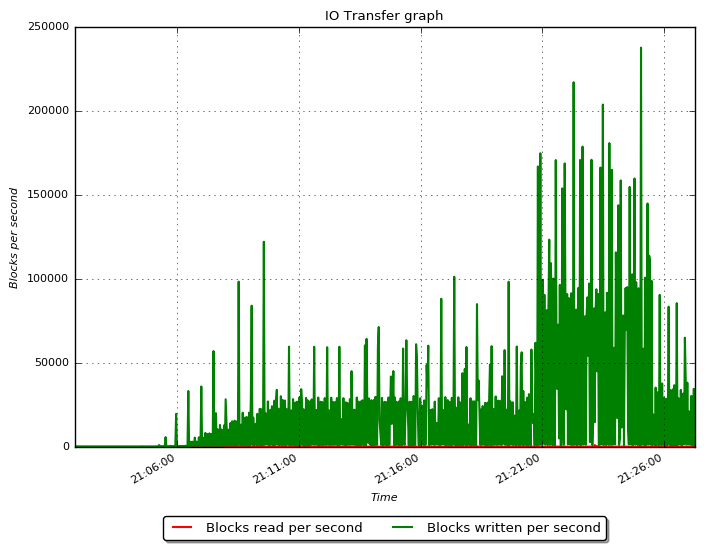 IO Transfer graph
250000
200000
150000
100000
50000
0
Blocks per second
21:06:00
21:11:00
21:16:00
21:21:00
21:26:00
Time
Blocks read per second
Blocks written per second